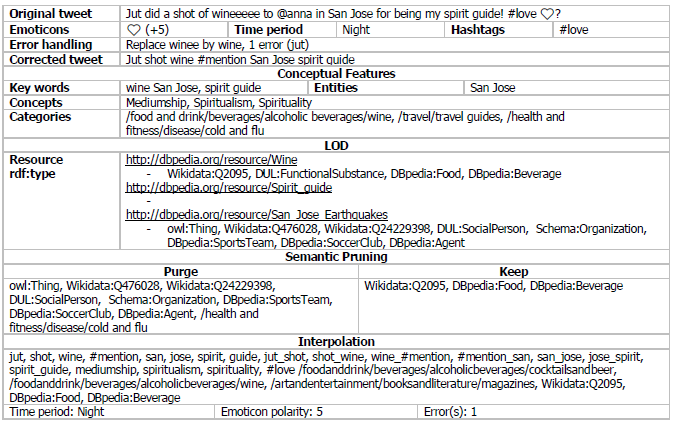 Original tweet Jut did a shot of wineeeee to @anna in San Jose for being my spirit guide! #love ♡?
Emoticons ♡ (+5) Time period Night Hashtags #love
Error handling Replace winee by wine, 1 error (jut)
Corrected tweet Jut shot wine #mention San Jose spirit guide
Conceptual Features
Key words wine San Jose, spirit guide Entities San Jose
Concepts Mediumship, Spiritualism, Spirituality
Categories /food and drink/beverages/alcoholic beverages/wine, /travel/travel guides, /health and
fitness/disease/cold and flu
LOD
Resource http://dbpedia.org/resource/Wine
rdf:type - Wikidata:Q2095, DUL:FunctionalSubstance, DBpedia:Food, DBpedia:Beverage
http://dbpedia.org/resource/Spirit_guide
-
http://dbpedia.org/resource/San_Jose_Earthquakes
- owl:Thing, Wikidata:Q476028, Wikidata:Q24229398, DUL:SocialPerson, Schema:Organization,
DBpedia:SportsTeam, DBpedia:SoccerClub, DBpedia:Agent
Semantic Pruning
Purge Keep
owl:Thing, Wikidata:Q476028, Wikidata:Q24229398, Wikidata:Q2095, DBpedia:Food, DBpedia:Beverage
DUL:SocialPerson, Schema:Organization, DBpedia:SportsTeam,
DBpedia:SoccerClub, DBpedia:Agent, /health and
fitness/disease/cold and flu
Interpolation
jut, shot, wine, #mention, san, jose, spirit, guide, jut_shot, shot_wine, wine_#mention, #mention_san, san_jose, jose_spirit,
spirit_guide, mediumship, spiritualism, spirituality, #love /foodanddrink/beverages/alcoholicbeverages/cocktailsandbeer,
/foodanddrink/beverages/alcoholicbeverages/wine, /artandentertainment/booksandliterature/magazines, Wikidata:Q2095,
DBpedia:Food, DBpedia:Beverage
Time period: Night Emoticon polarity: 5 Error(s): 1